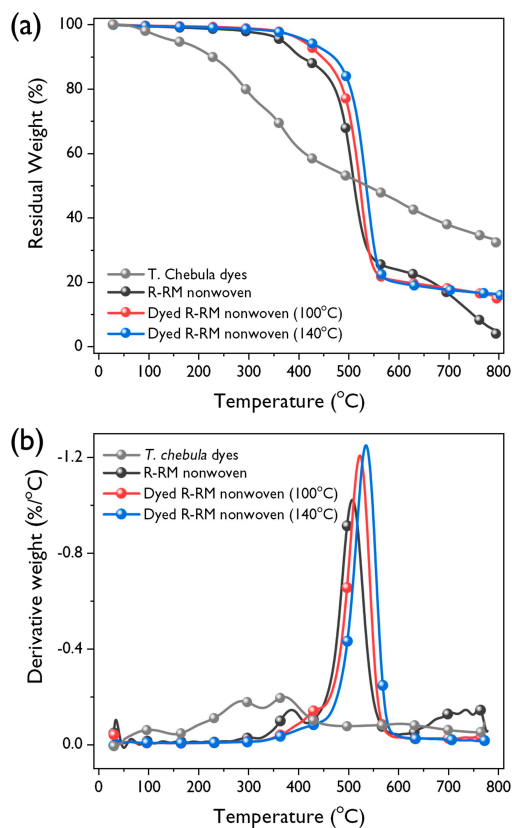 (a)
100
80
60
40
20
0
Residual Weight (%)
T. Chebula dyes
R-RM nonwoven
Dyed R-RM nonwoven (100°C)
Dyed R-RM nonwoven (140°C)
0 100 200 300 400 500 600 700 800
Temperature (°C)
(b)
-1.2
-0.8
-0.4
0.0
Derivative weight (%/°C)
T. chebula dyes
R-RM nonwoven
Dyed R-RM nonwoven (100°C)
Dyed R-RM nonwoven (140°C)
0 100 200 300 400 500 600 700 800
Temperature (°C)